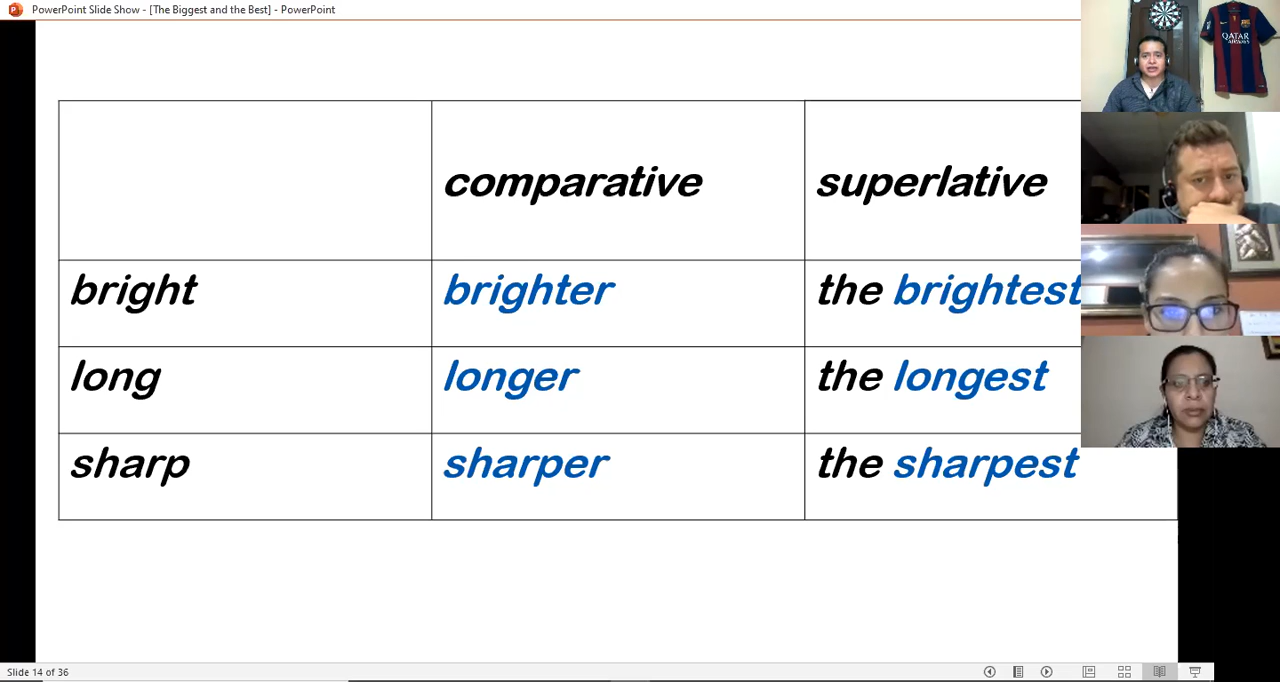 PowerPoint Slide Show - [The Biggest and the Best] - PowerPoint
comparative superlative
bright brighter the brightest
long longer the longest
sharp sharper the sharpest
Slide 14 of 36
QATAR
AIRWAYS